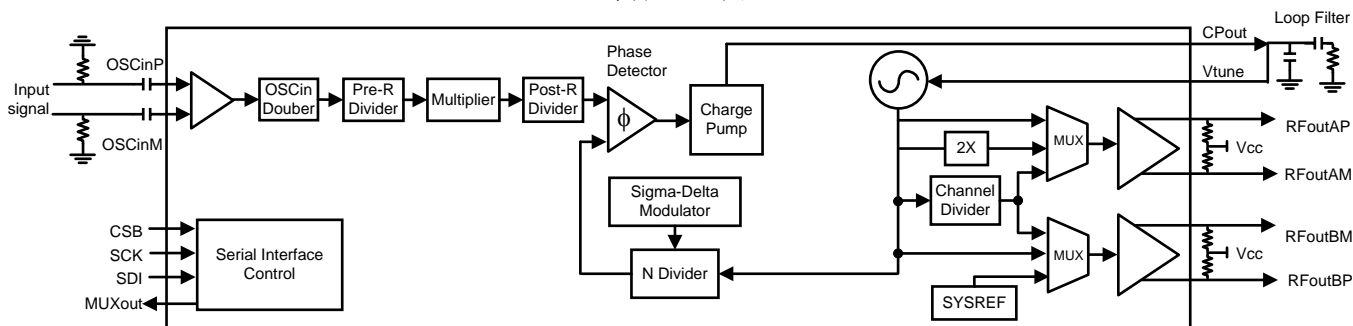 Loop Filter
CPout
Vtune
Input
signal
OSCinP
OSCinM
OSCin
Douber
Pre-R
Divider
Multiplier
Post-R
Divider
Phase
Detector
ϕ
Charge
Pump
2X
Channel
Divider
MUX
MUX
SYSREF
Sigma-Delta
Modulator
N Divider
RFoutAP
Vcc
RFoutAM
RFoutBM
Vcc
RFoutBP
CSB
SCK
SDI
MUXout
Serial Interface
Control